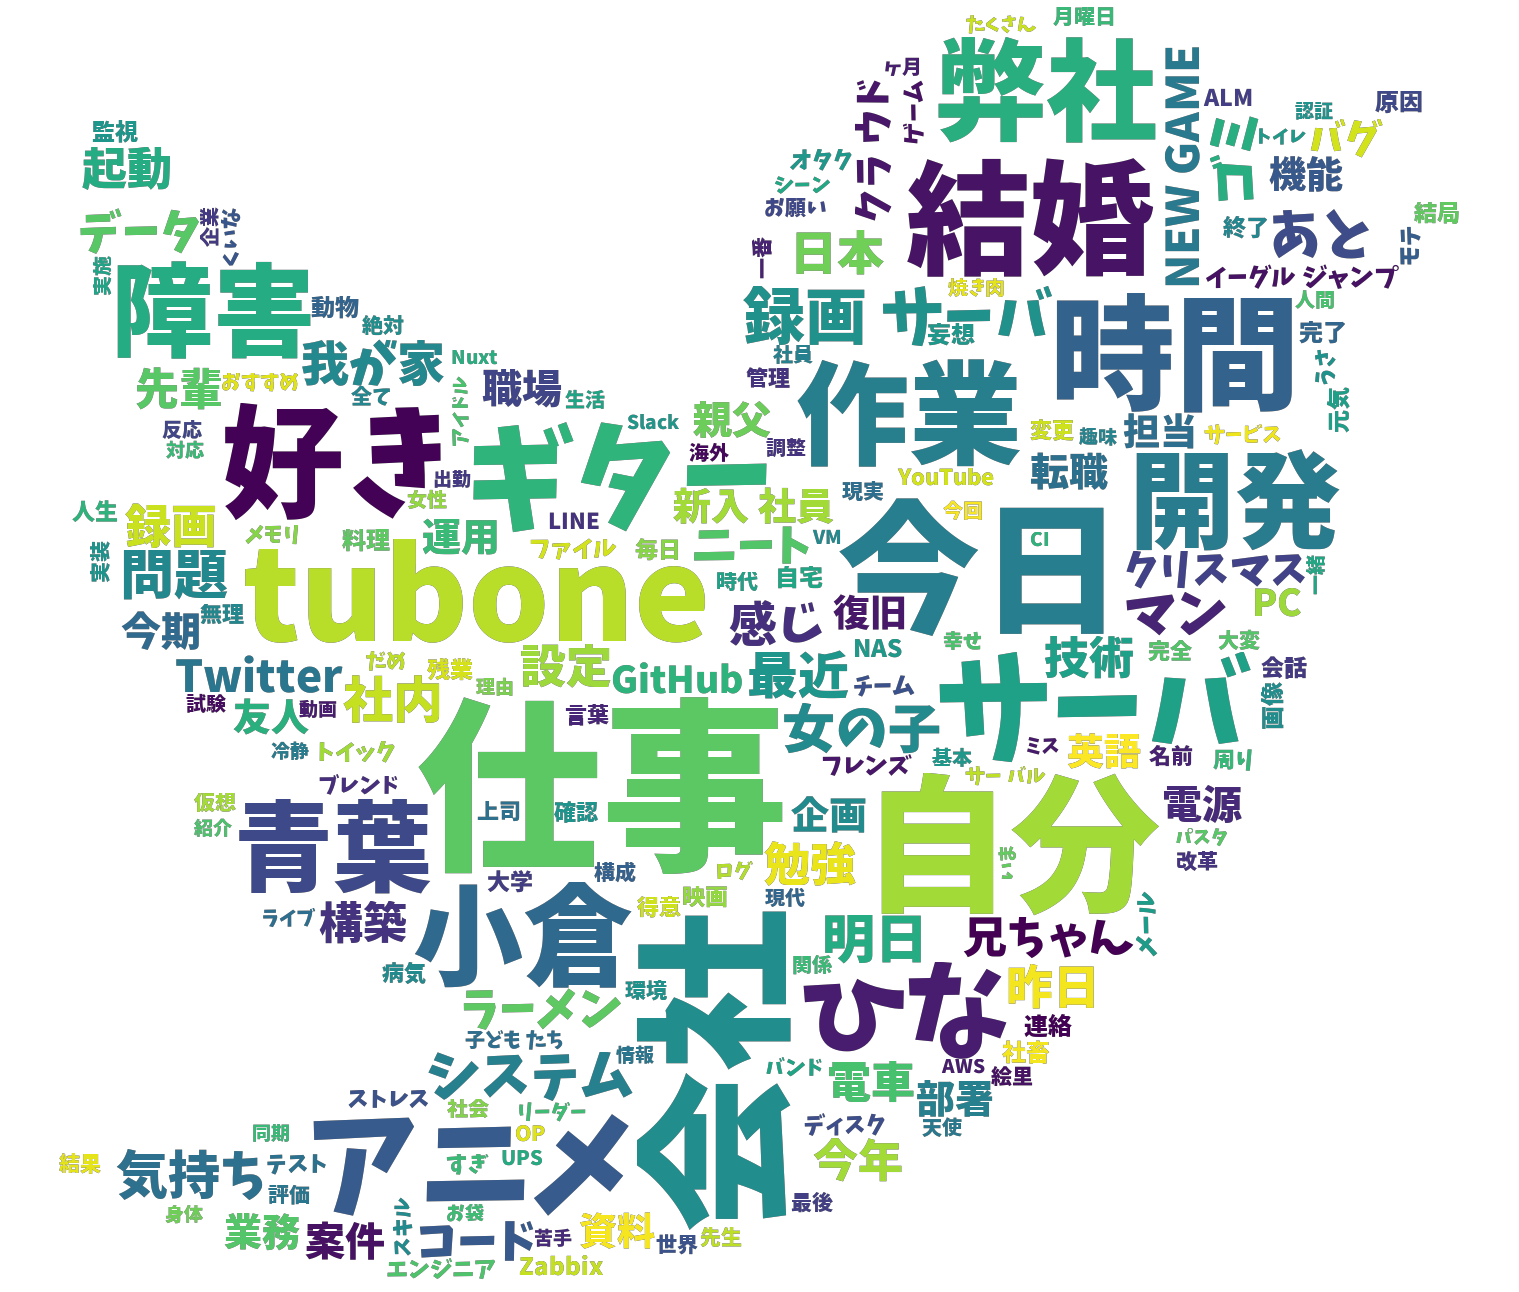 たくさん
月曜日
弊社
ケ月
クラウド
ゲーム
NEW GAME
ALM
原因
認証
トイレ
バグ
ゴミ
機能
監視
起動
オタク
シーン
お願い
結婚
データ
企業
くいな
一番
日本
終了
あと
結局
モテ
実施
障害
動物
絶対
イーグル ジャンプ
焼き肉
録画
サーバ
妄想
時間
人間
完了
我が家
Nuxt
社員
管理
作業
うさ
元気
先輩
おすすめ
全て
アイドル
職場
生活
Slack
親父
変更
趣味
担当
サービス
反応
対応
好き
ギター
海外
調整
出勤
女性
YouTube
転職
開発
現実
新入 社員
今回
人生
録画
メモリ
料理
運用
LINE
ファイル
毎日
ニート
VM
今日
CI
実装
問題
tubone
時代
自宅
クリスマス
一緒
PC
マン
今期
無理
感じ
復旧
NAS
幸せ
技術
完全
大変
会話
Twitter
だめ
残業
理由
設定
GitHub
最近
チーム
サーバ
画像
試験
友人
動画
社内
言葉
女の子
ミス
英語
名前
周り
冷静
トイック
仕事
フレンズ
基本
サー バル
ブレンド
仮想
紹介
青葉
上司
確認
企画
自分
電源
パスタ
改革
大学
構成
ログ
勉強
いま
ライブ
構築
小倉
得意
映画
現代
メール
病気
会社
明日
兄ちゃん
関係
ひな
昨日
ラーメン
環境
連絡
子ども たち
情報
社畜
システム
バンド
電車
AWS
絵里
部署
ストレス
社会
リーダー
ディスク
天使
同期
アニメ
OP
今年
結果
気持ち
テスト
すぎ
UPS
評価
最後
身体
業務
案件
スキル
お袋
コード
苦手
資料
世界
先生
エンジニア
Zabbix